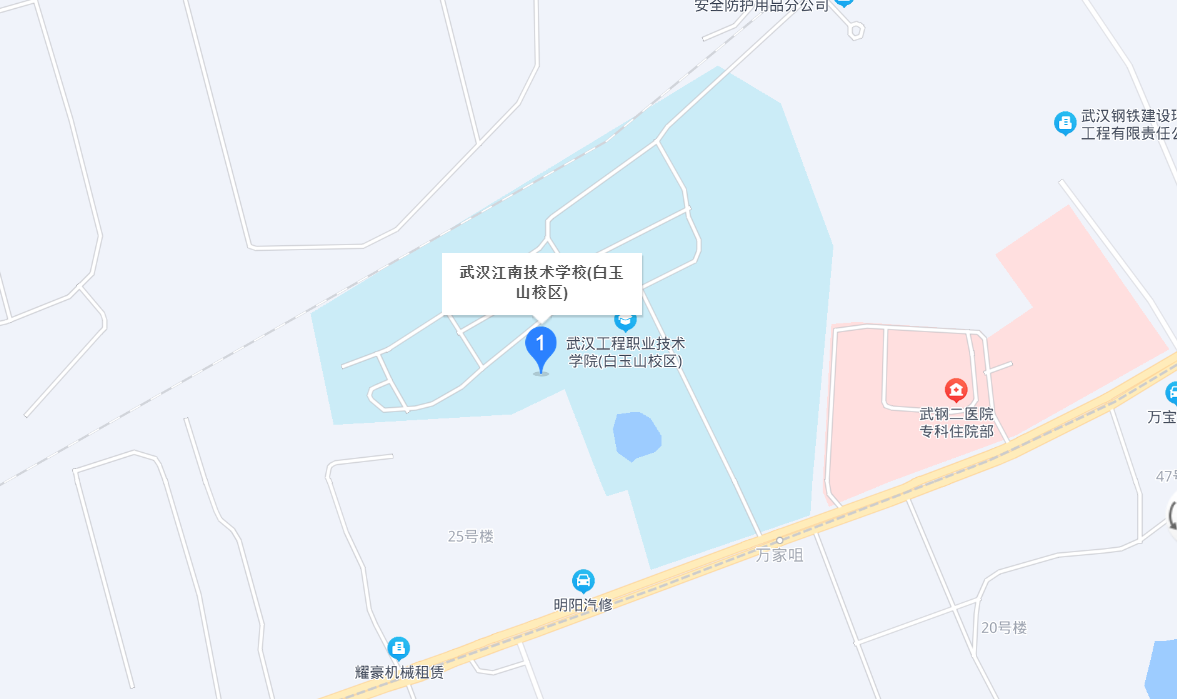 安全防护用品分公司
武汉钢铁建设
工程有限责任
武汉江南技术学校(白玉
山校区)
1
武汉工程职业技术
学院(白玉山校区)
武钢二医院
专科住院部
万宝
47
25号楼
万家咀
明阳汽修
20号楼
耀豪机械租赁